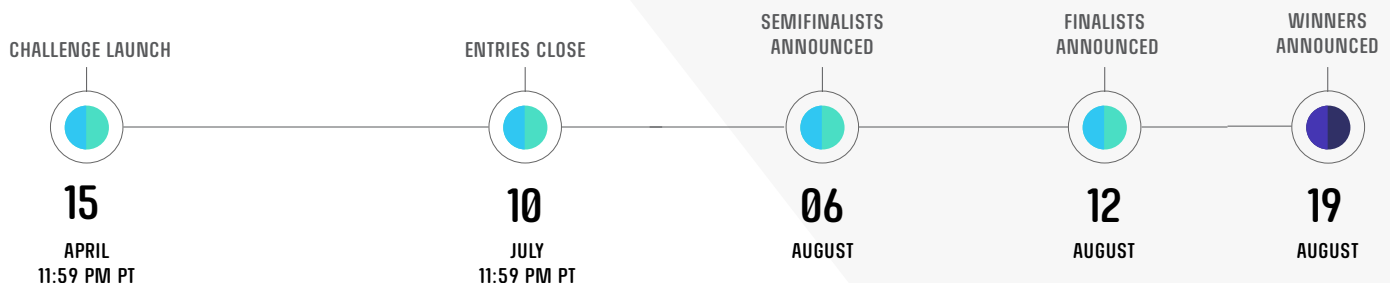 CHALLENGE LAUNCH
15
APRIL
11:59 PM PT
ENTRIES CLOSE
10
JULY
11:59 PM PT
SEMIFINALISTS
ANNOUNCED
06
AUGUST
FINALISTS
ANNOUNCED
12
AUGUST
WINNERS
ANNOUNCED
19
AUGUST